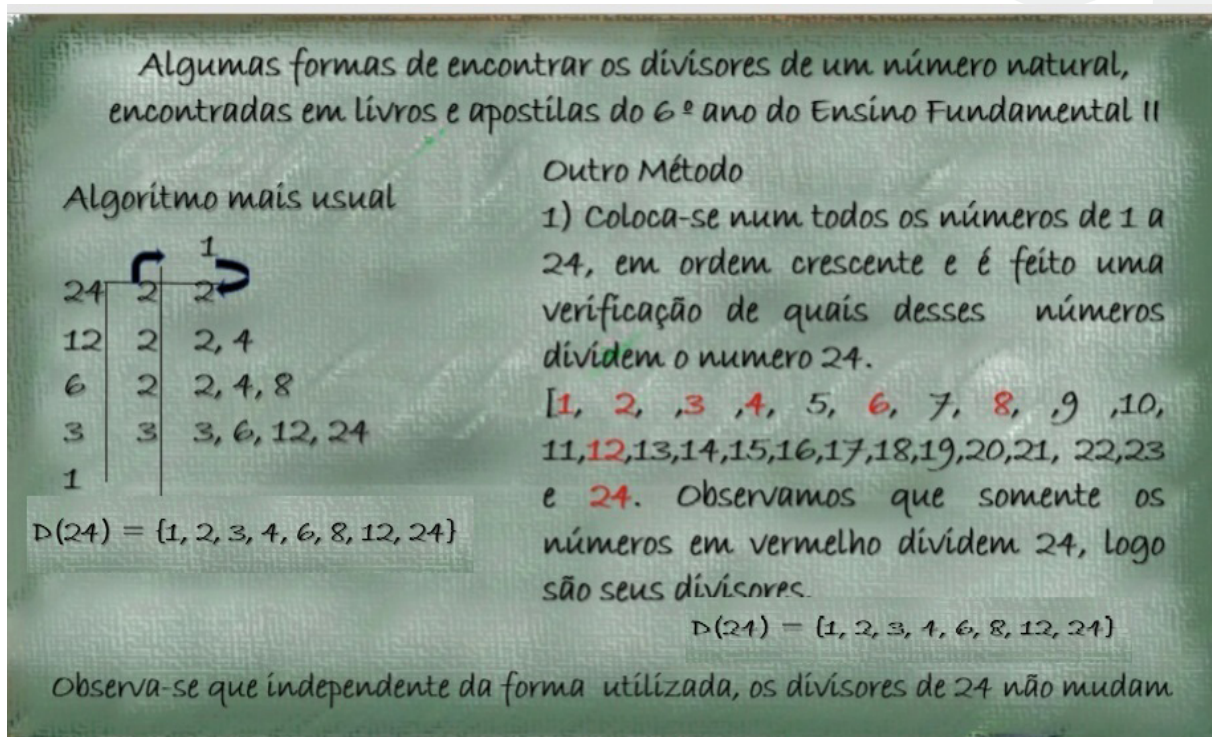 Algumas formas de encontrar os divisores de um número natural,
encontradas em livros e apostilas do 6º ano do Ensino Fundamental II
Algoritmo mais usual
1
24 2 2
12 2 2, 4
6 2 2, 4, 8
3 3 3, 6, 12, 24
1
D(24) = {1, 2, 3, 4, 6, 8, 12, 24}
Outro Método
1) Coloca-se num todos os números de 1 a
24, em ordem crescente e é feito uma
verificação de quais desses números
dividem o numero 24.
[1, 2, ,3 ,4, 5, 6, 7, 8, ,9 ,10,
11,12,13,14,15,16,17,18,19,20,21, 22,23
e 24. Observamos que somente os
números em vermelho dividem 24, logo
são seus divisores.
D(24) = {1, 2, 3, 4, 6, 8, 12, 24}
Observa-se que independente da forma utilizada, os divisores de 24 não mudam